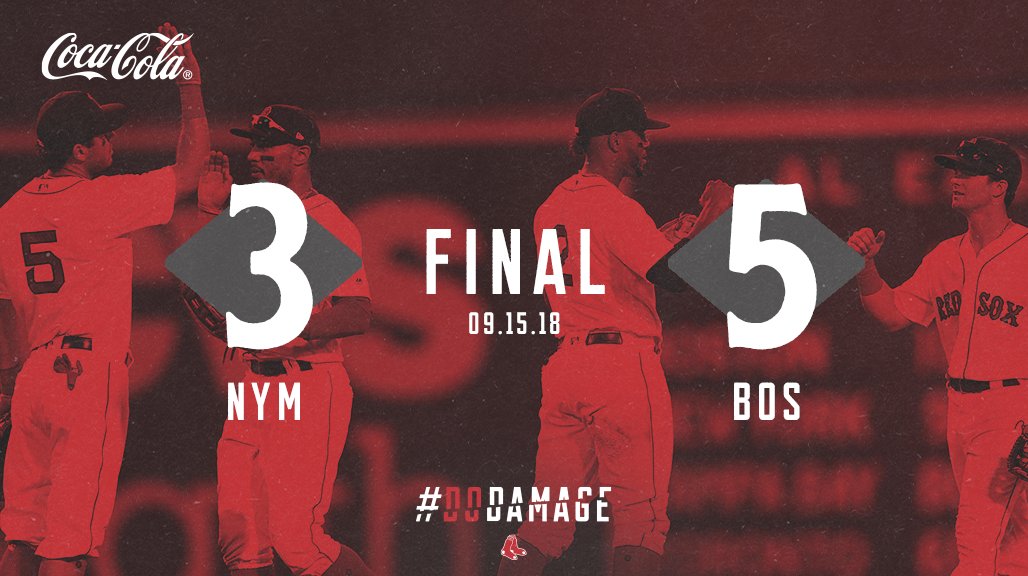 Coca-Cola®
5
3
FINAL
5
09.15.18
RED SOX
NYM
BOS
#DODAMAGE